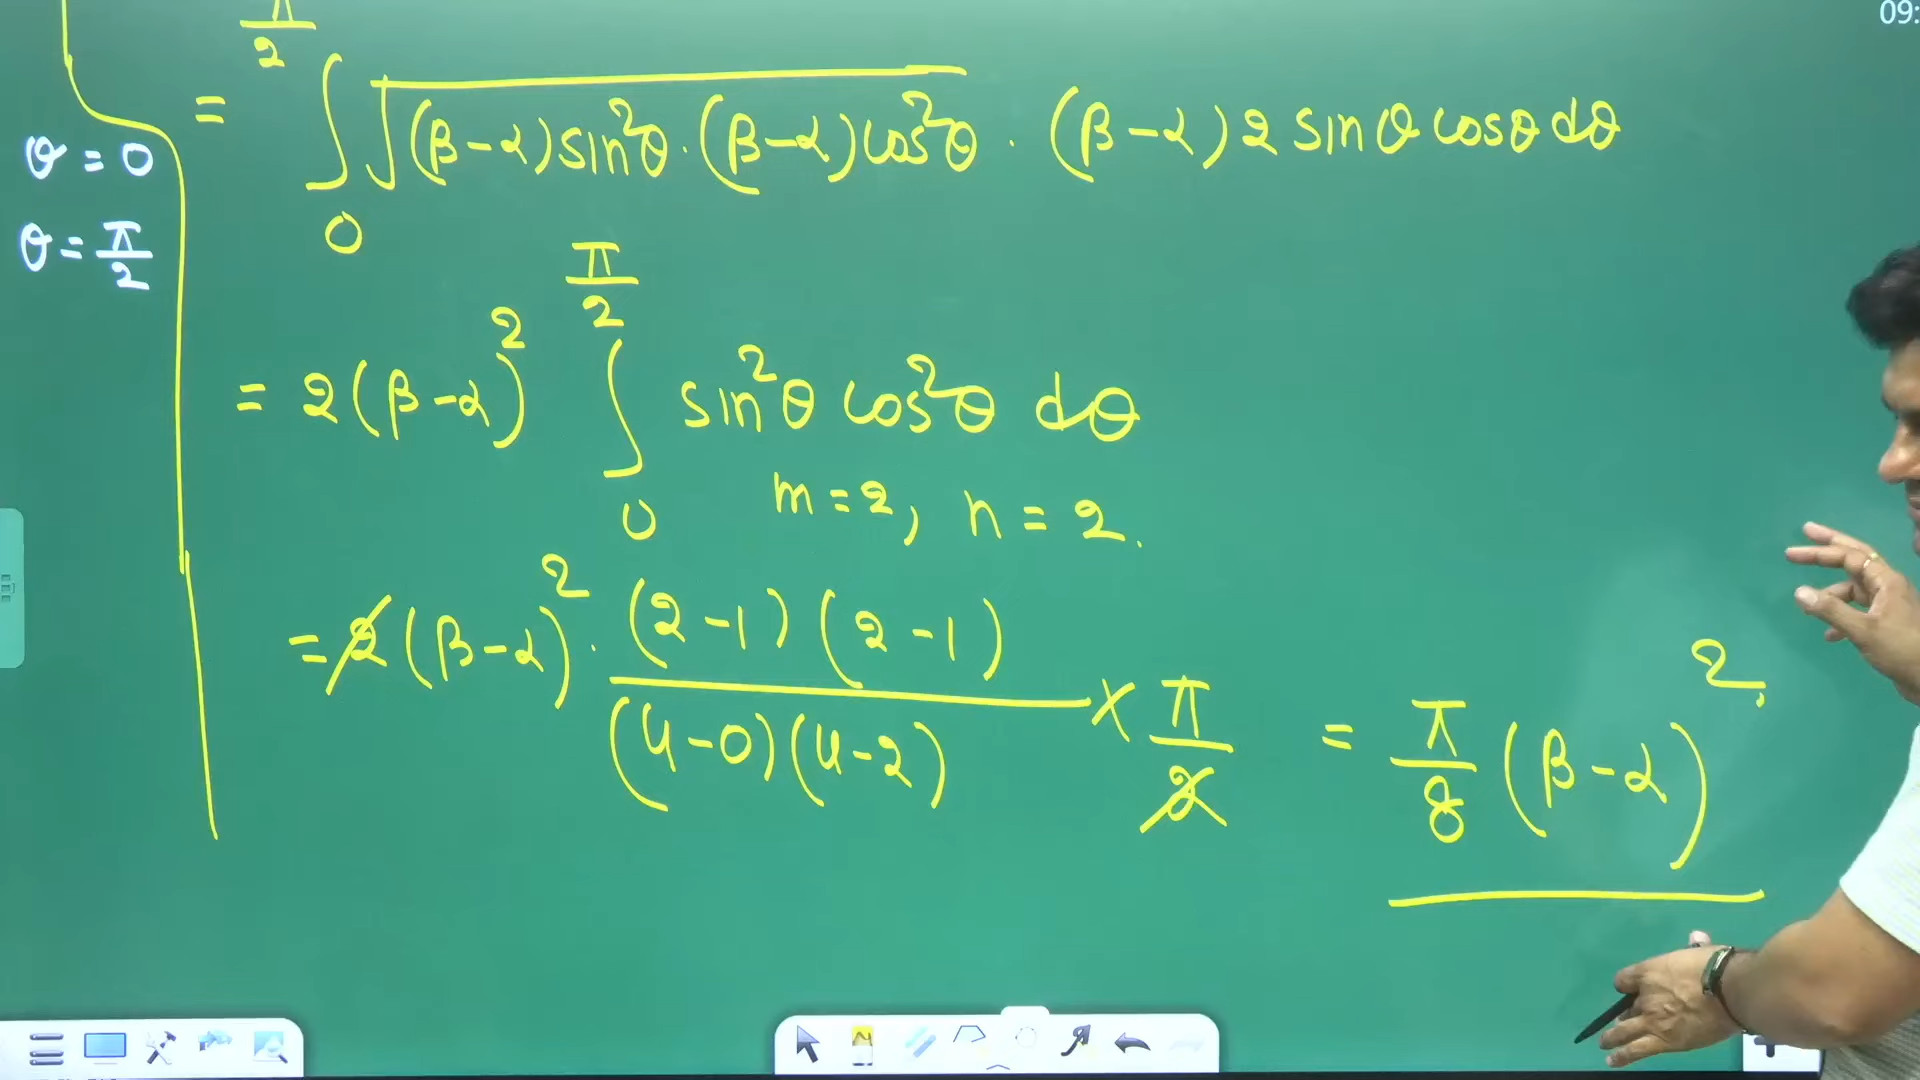 09:
θ = 0
θ = π/2
= ∫₀^(π/2) √((β-α)sin²θ · (β-α)cos²θ) · (β-α) 2 sinθ cosθ dθ
= 2(β-α)² ∫₀^(π/2) sin²θ cos²θ dθ
m = 2, n = 2.
= 2(β-α)² · (2-1)(2-1) / (4-0)(4-2) × π/2 = π/8 (β-α)².